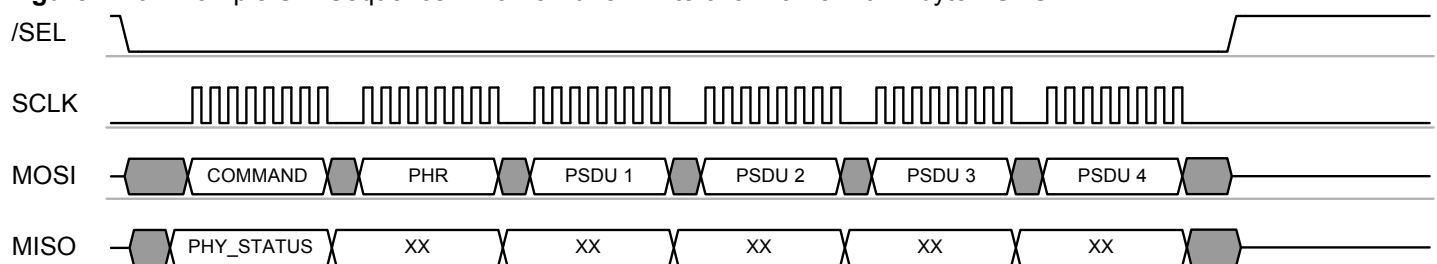 /SEL
SCLK
MOSI COMMAND PHR PSDU 1 PSDU 2 PSDU 3 PSDU 4
MISO PHY_STATUS XX XX XX XX XX